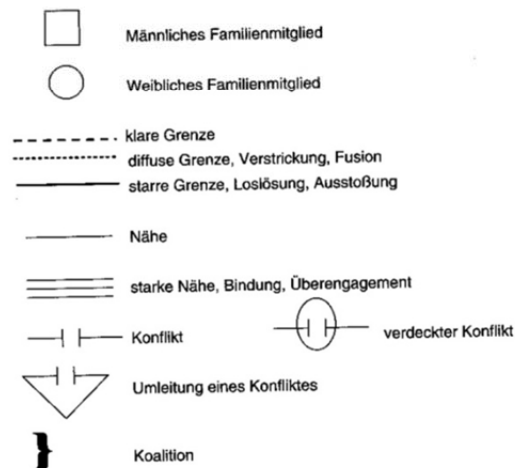 Männliches Familienmitglied
Weibliches Familienmitglied
klare Grenze
diffuse Grenze, Verstrickung, Fusion
starre Grenze, Loslösung, Ausstoßung
Nähe
starke Nähe, Bindung, Überengagement
Konflikt
verdeckter Konflikt
Umleitung eines Konfliktes
Koalition